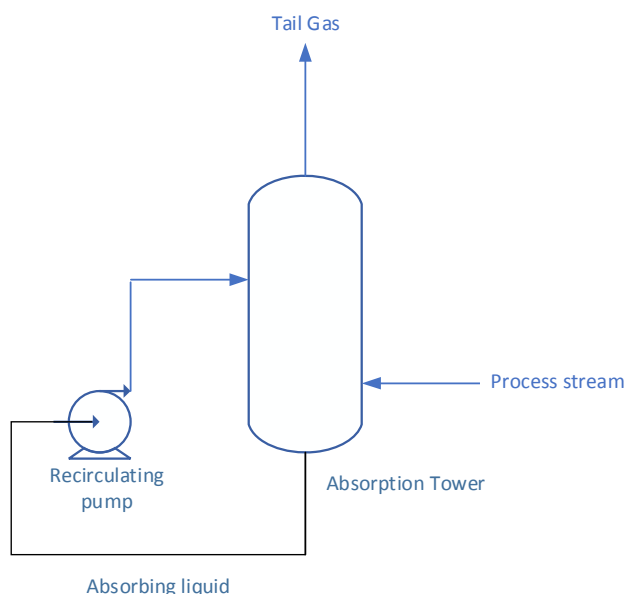 Tail Gas
Process stream
Recirculating
pump
Absorption Tower
Absorbing liquid